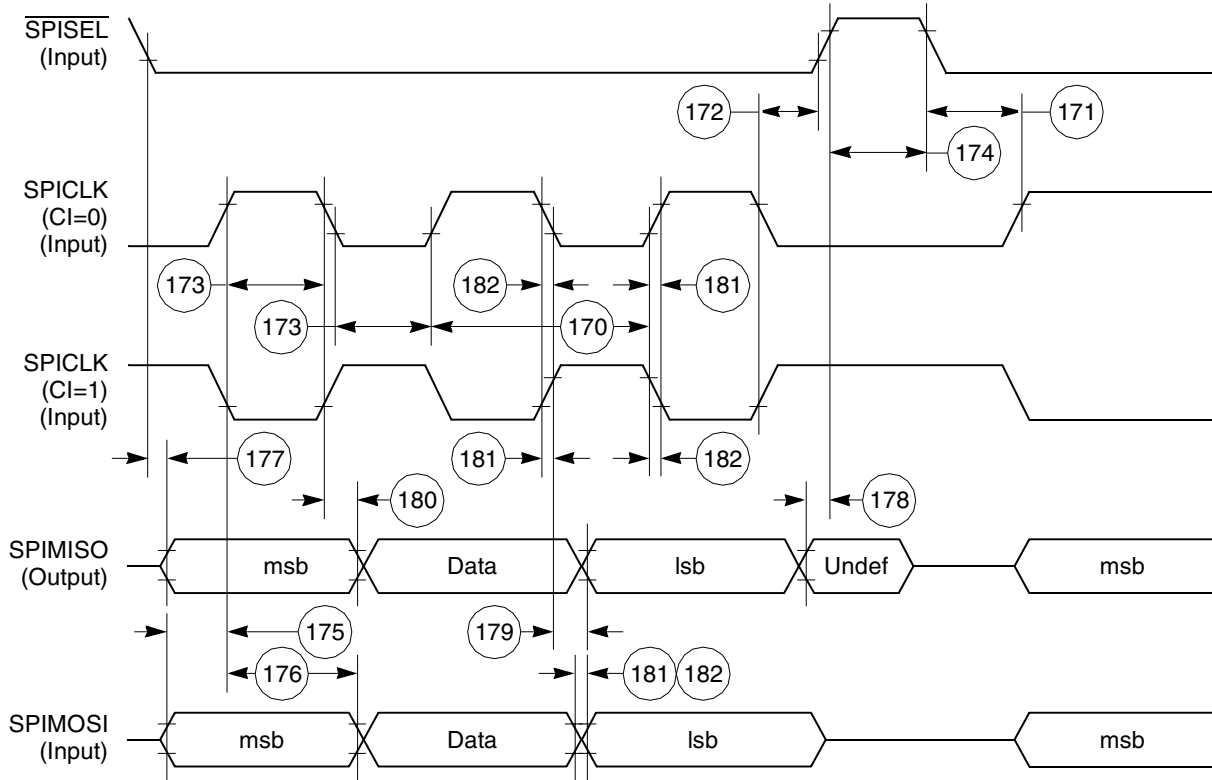 SPISEL
(Input)
172
171
174
SPICLK
(CI=0)
(Input)
173
182
181
173
170
SPICLK
(CI=1)
(Input)
177
181
182
180
178
SPIMISO
(Output)
msb
Data
lsb
Undef
msb
175
179
176
181
182
SPIMOSI
(Input)
msb
Data
lsb
msb